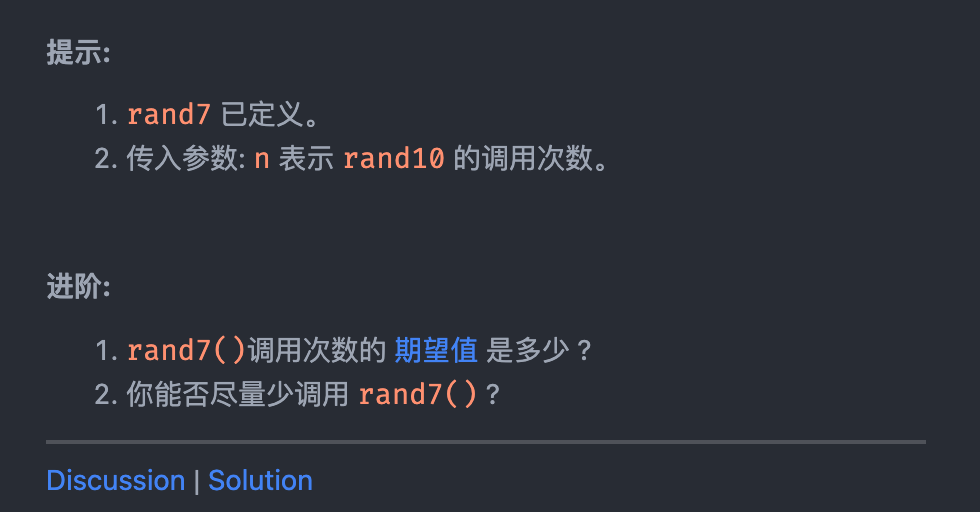 提示:
1. rand7 已定义。
2. 传入参数: n 表示 rand10 的调用次数。
进阶:
1. rand7()调用次数的 期望值 是多少 ?
2. 你能否尽量少调用 rand7() ?
Discussion | Solution